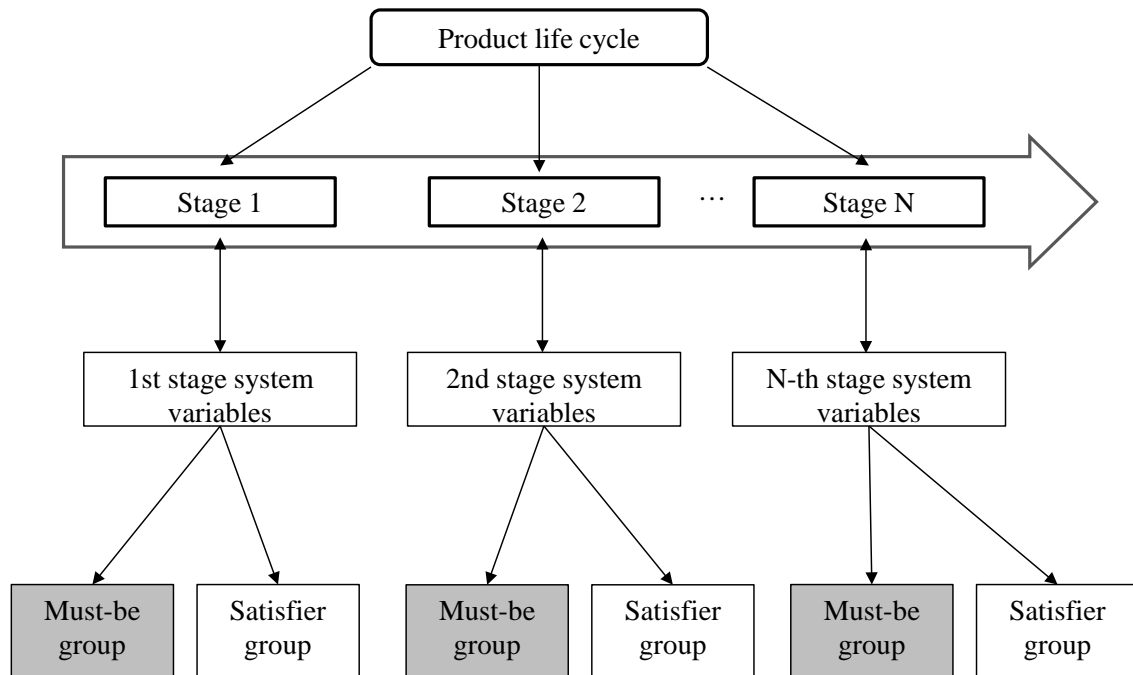 Product life cycle
Stage 1
Stage 2
...
Stage N
1st stage system
variables
2nd stage system
variables
N-th stage system
variables
Must-be
group
Satisfier
group
Must-be
group
Satisfier
group
Must-be
group
Satisfier
group